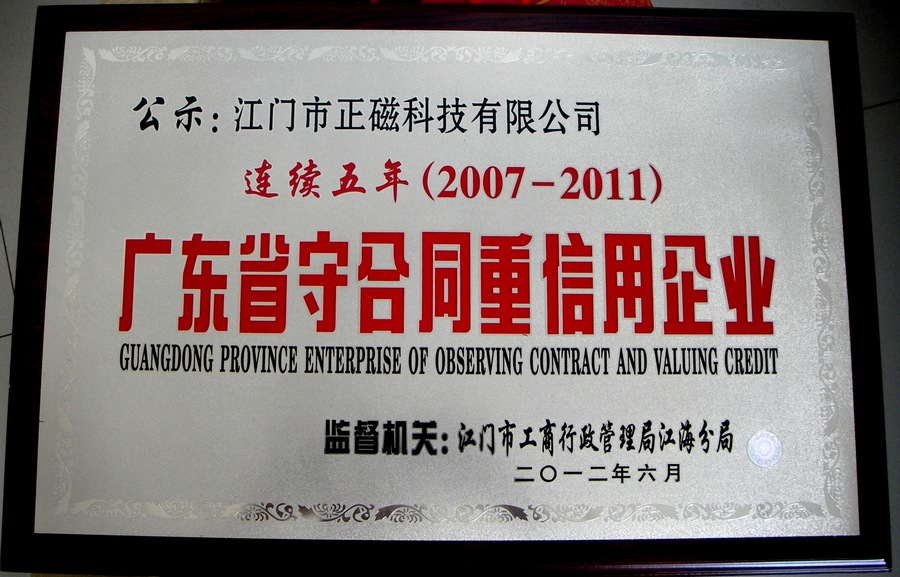 公示:江门市正磁科技有限公司
连续五年(2007-2011)
广东省守合同重信用企业
GUANGDONG PROVINCE ENTERPRISE OF OBSERVING CONTRACT AND VALUING CREDIT
监督机关:江门市工商行政管理局江海分局
二〇一二年六月